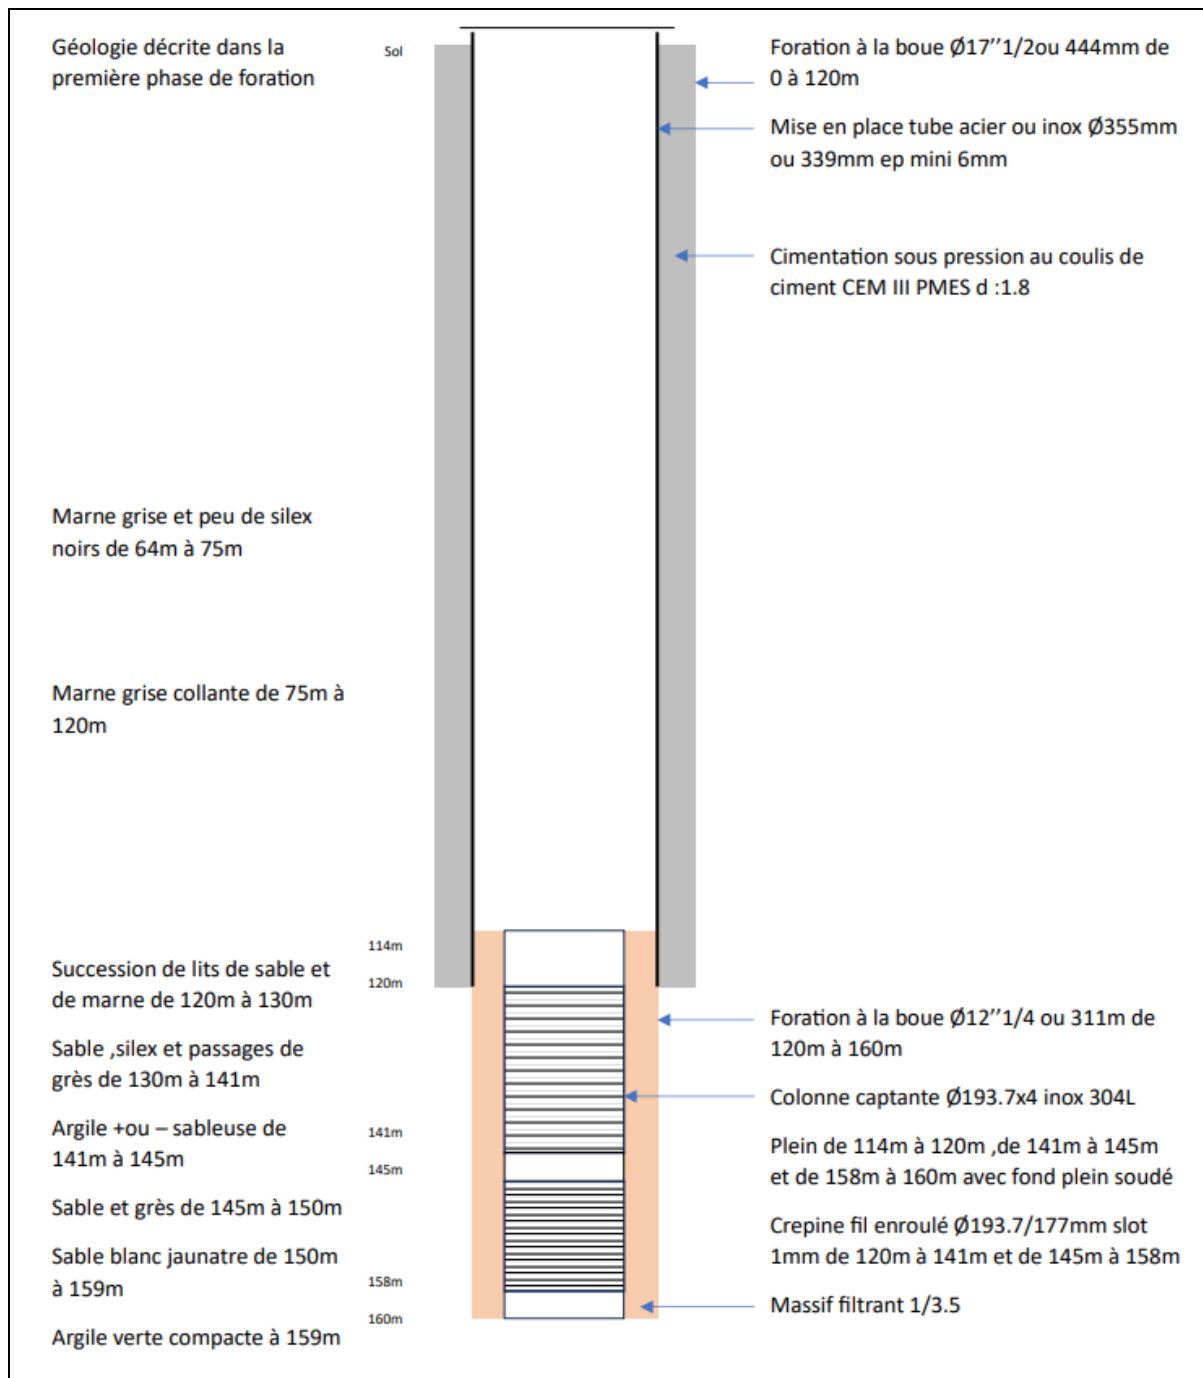 Géologie décrite dans la
première phase de foration
Sol
Foration à la boue Ø17’’1/2ou 444mm de
0 à 120m
Mise en place tube acier ou inox Ø355mm
ou 339mm ep mini 6mm
Cimentation sous pression au coulis de
ciment CEM III PMES d :1.8
Marne grise et peu de silex
noirs de 64m à 75m
Marne grise collante de 75m à
120m
114m
Succession de lits de sable et
de marne de 120m à 130m
120m
Foration à la boue Ø12’’1/4 ou 311m de
120m à 160m
Sable ,silex et passages de
grès de 130m à 141m
Colonne captante Ø193.7x4 inox 304L
Argile +ou – sableuse de
141m à 145m
141m
145m
Plein de 114m à 120m ,de 141m à 145m
et de 158m à 160m avec fond plein soudé
Sable et grès de 145m à 150m
Crepine fil enroulé Ø193.7/177mm slot
1mm de 120m à 141m et de 145m à 158m
Sable blanc jaunatre de 150m
à 159m
158m
160m
Massif filtrant 1/3.5
Argile verte compacte à 159m